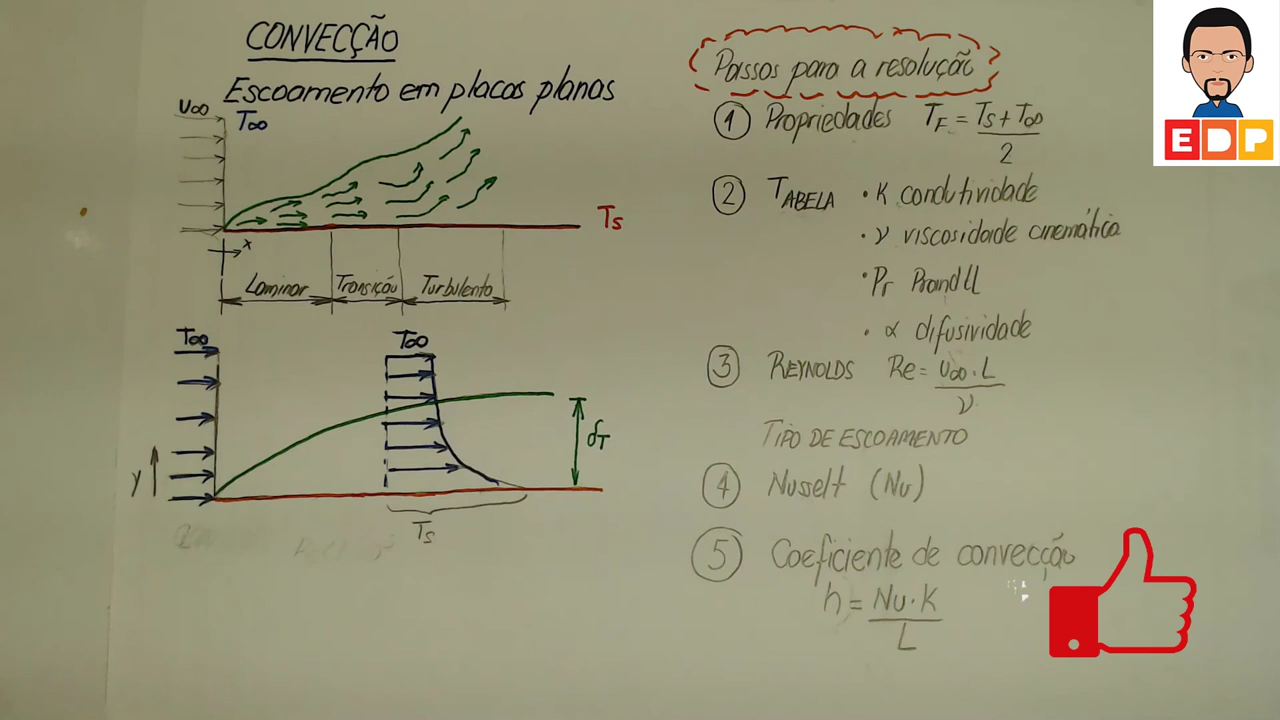 CONVECÇÃO
Escoamento em placas planas
U∞
T∞
Ts
x
Laminar
Transição
Turbulento
T∞
T∞
y
δT
Ts
Passos para a resolução
1 Propriedades TF = Ts + T∞
2
2 TABELA • K condutividade
• ν viscosidade cinemática
• Pr Prandtl
• α difusividade
3 REYNOLDS Re = U∞ . L
ν
TIPO DE ESCOAMENTO
4 Nusselt (Nu)
5 Coeficiente de convecção
h = Nu . K
L
EDP